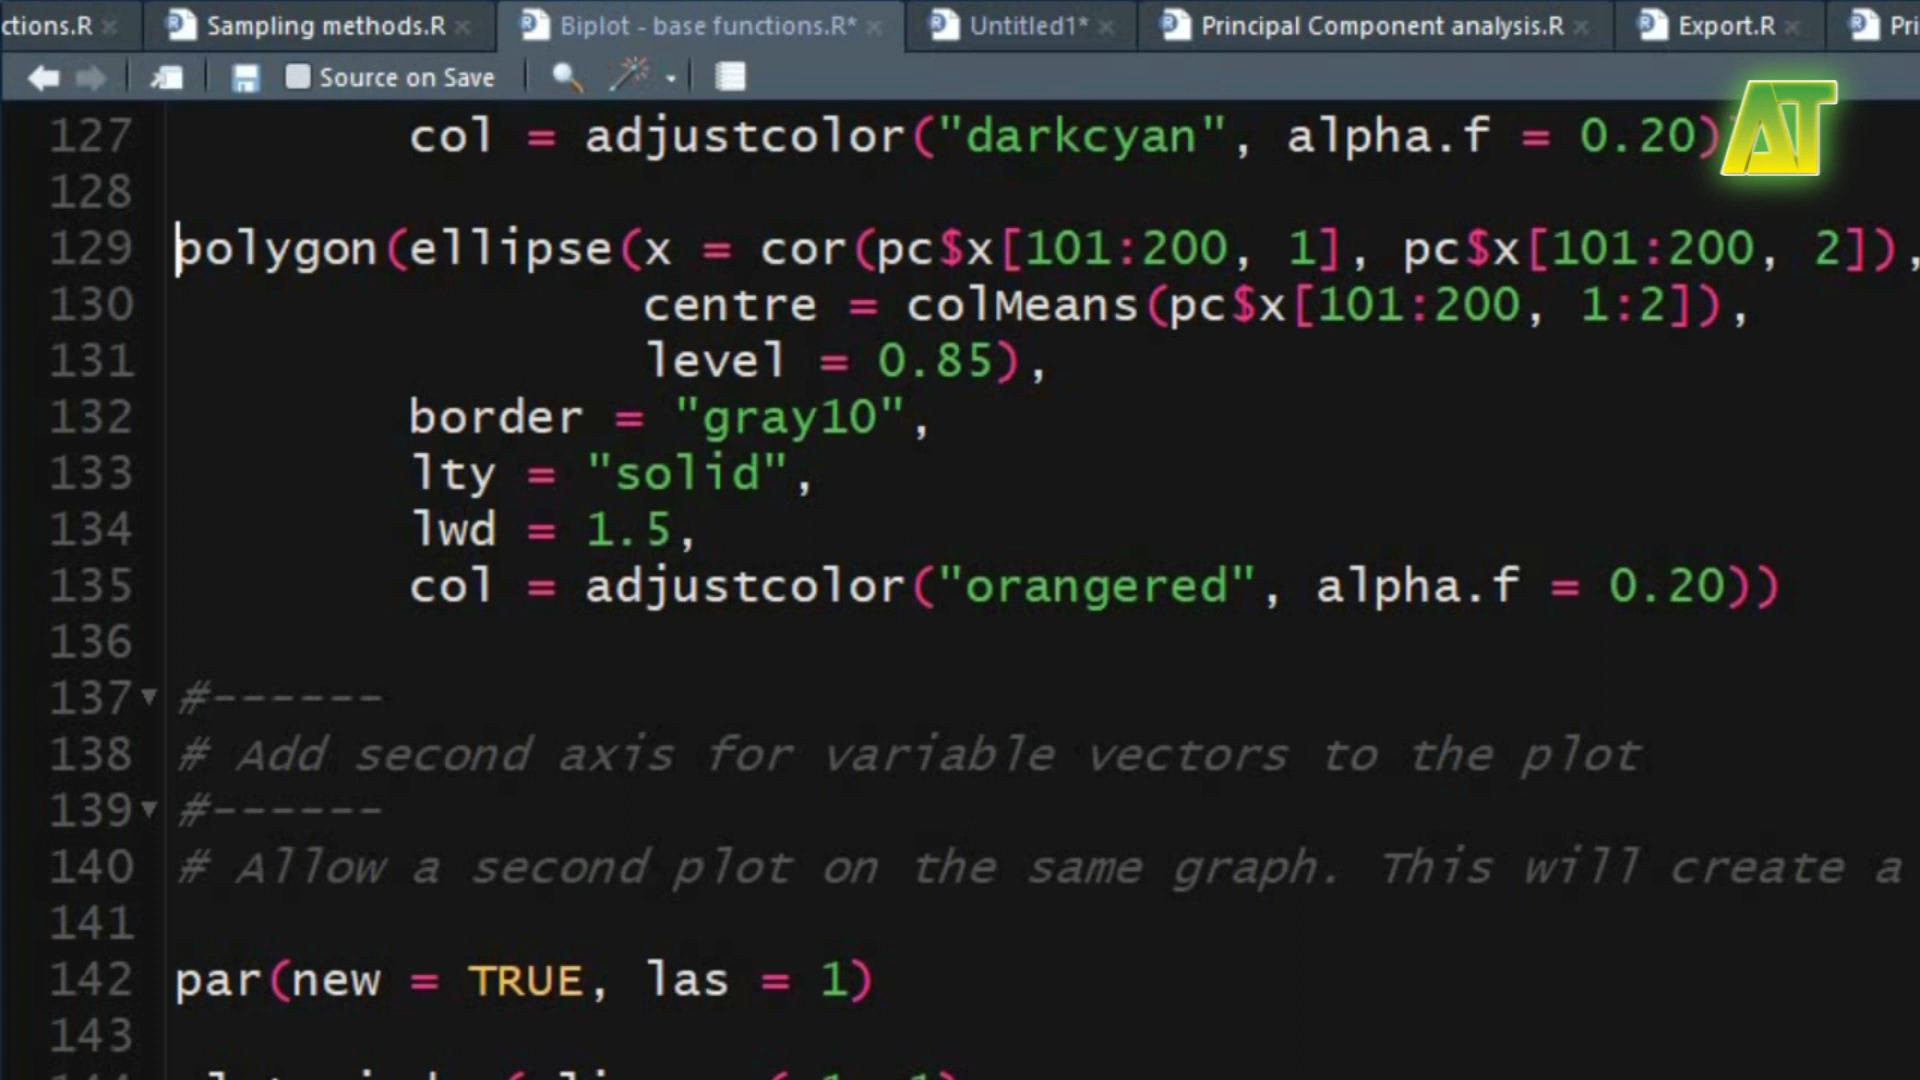 ctions.R Sampling methods.R Biplot - base functions.R* Untitled1* Principal Component analysis.R Export.R Pri
Source on Save
AT
127 col = adjustcolor("darkcyan", alpha.f = 0.20)
128
129 polygon(ellipse(x = cor(pc$x[101:200, 1], pc$x[101:200, 2]),
130 centre = colMeans(pc$x[101:200, 1:2]),
131 level = 0.85),
132 border = "gray10",
133 lty = "solid",
134 lwd = 1.5,
135 col = adjustcolor("orangered", alpha.f = 0.20))
136
137 #------
138 # Add second axis for variable vectors to the plot
139 #------
140 # Allow a second plot on the same graph. This will create a
141
142 par(new = TRUE, las = 1)
143